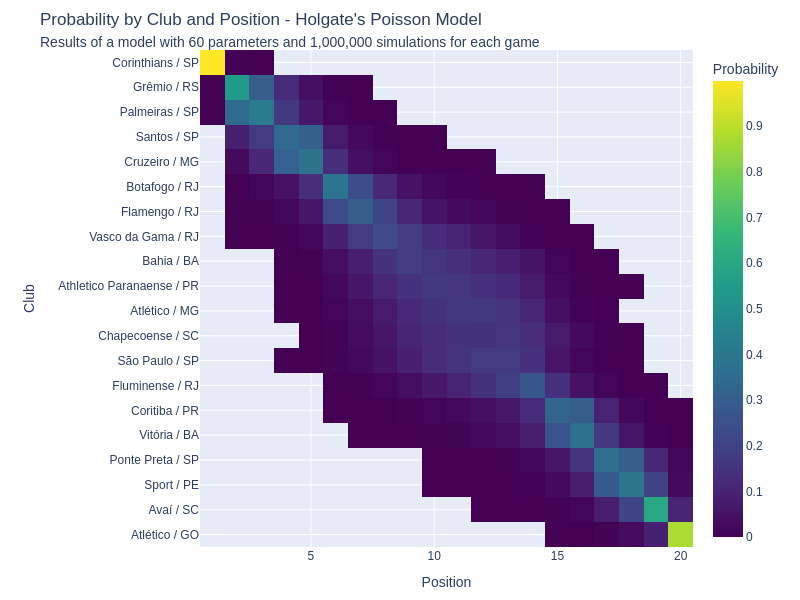 Probability by Club and Position - Holgate's Poisson Model
Results of a model with 60 parameters and 1,000,000 simulations for each game
Probability
Club
Corinthians / SP
Grêmio / RS
Palmeiras / SP
Santos / SP
Cruzeiro / MG
Botafogo / RJ
Flamengo / RJ
Vasco da Gama / RJ
Bahia / BA
Athletico Paranaense / PR
Atlético / MG
Chapecoense / SC
São Paulo / SP
Fluminense / RJ
Coritiba / PR
Vitória / BA
Ponte Preta / SP
Sport / PE
Avaí / SC
Atlético / GO
0.9
0.8
0.7
0.6
0.5
0.4
0.3
0.2
0.1
0
5 10 15 20
Position